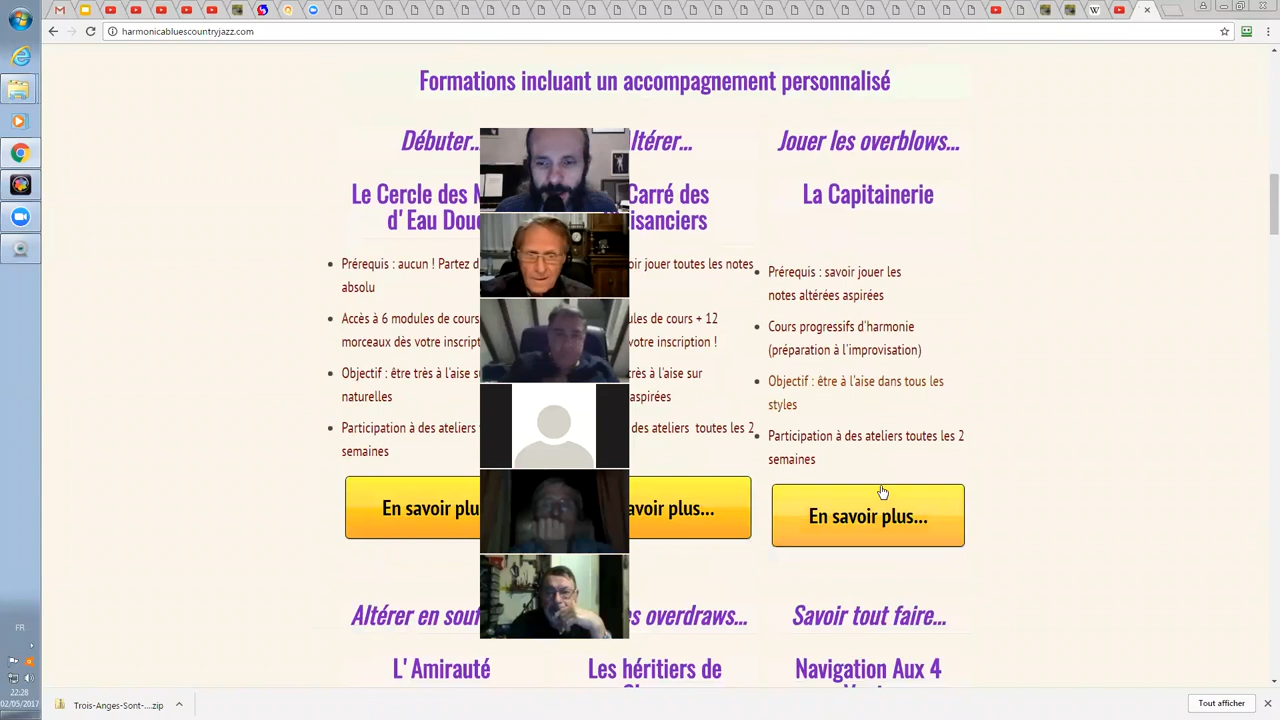 harmonicabluescountryjazz.com
Formations incluant un accompagnement personnalisé
Débuter...
ltérer...
Jouer les overblows...
Le Cercle des
d'Eau Dou
Carré des
isanciers
La Capitainerie
Prérequis : aucun ! Partez d
absolu
Accès à 6 modules de cours
morceaux dès votre inscript
Objectif : être très à l'aise s
naturelles
Participation à des ateliers
semaines
En savoir plu
oir jouer toutes les notes
ules de cours + 12
votre inscription !
très à l'aise sur
aspirées
des ateliers toutes les 2
avoir plus...
Prérequis : savoir jouer les
notes altérées aspirées
Cours progressifs d'harmonie
(préparation à l'improvisation)
Objectif : être à l'aise dans tous les
styles
Participation à des ateliers toutes les 2
semaines
En savoir plus...
Altérer en souf
es overdraws...
Savoir tout faire...
L'Amirauté
Les héritiers de
Navigation Aux 4
FR
22:28
02/05/2017
Trois-Anges-Sont-....zip
Tout afficher